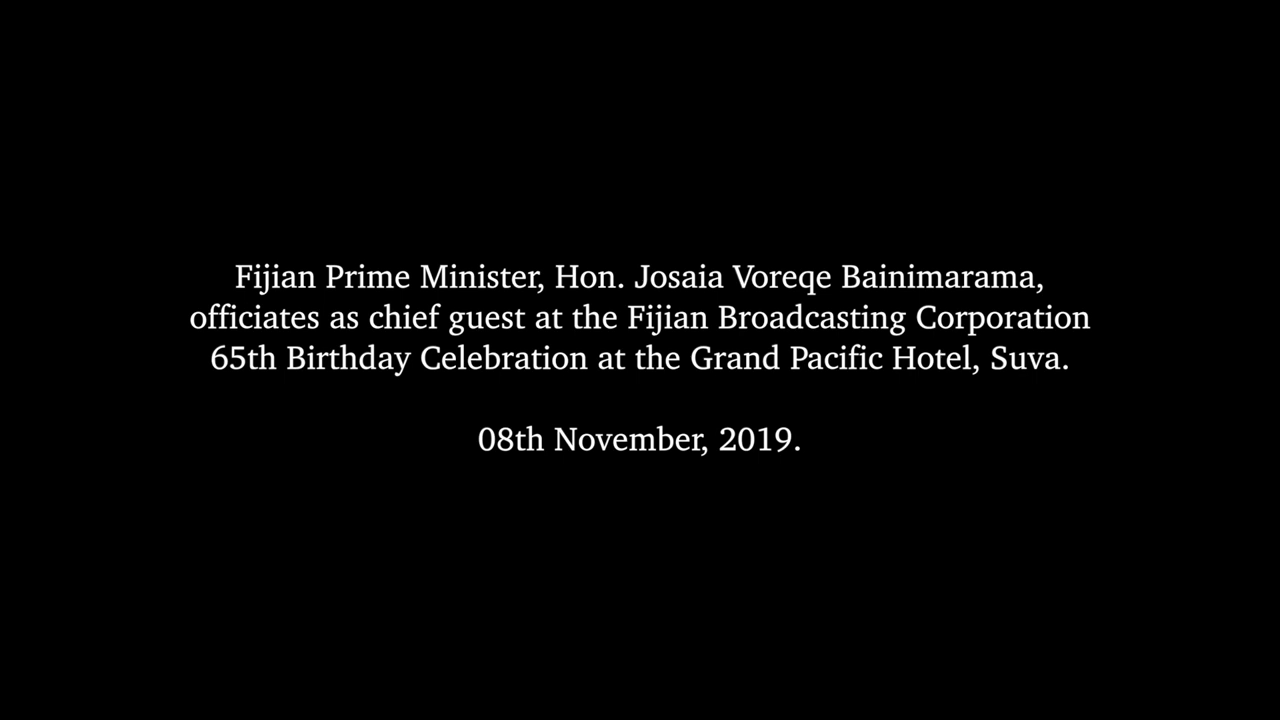 Fijian Prime Minister, Hon. Josaia Voreqe Bainimarama,
officiates as chief guest at the Fijian Broadcasting Corporation
65th Birthday Celebration at the Grand Pacific Hotel, Suva.
08th November, 2019.